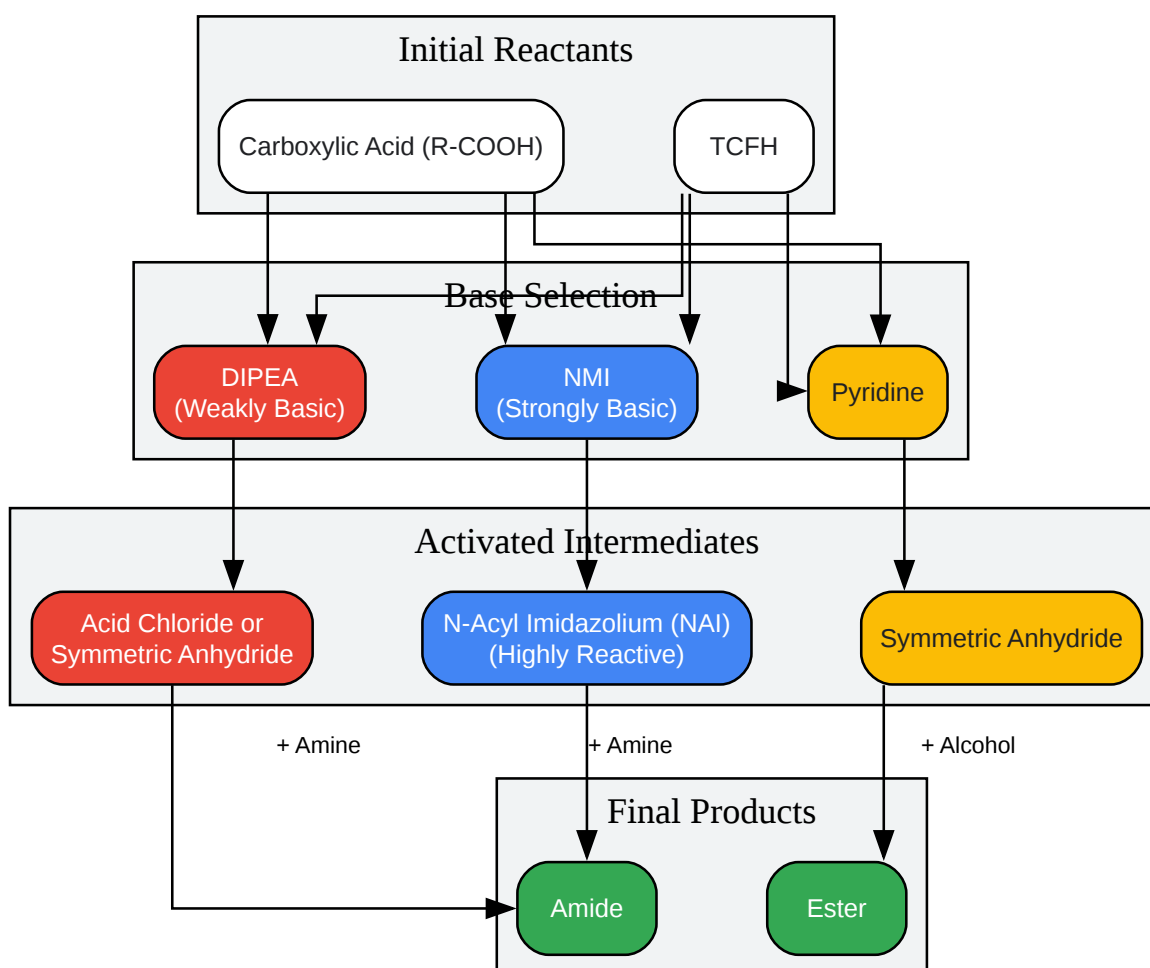 Initial Reactants
Carboxylic Acid (R-COOH)
TCFH
Base Selection
DIPEA
(Weakly Basic)
NMI
(Strongly Basic)
Pyridine
Activated Intermediates
Acid Chloride or
Symmetric Anhydride
N-Acyl Imidazolium (NAI)
(Highly Reactive)
Symmetric Anhydride
+ Amine
+ Amine
+ Alcohol
Final Products
Amide
Ester